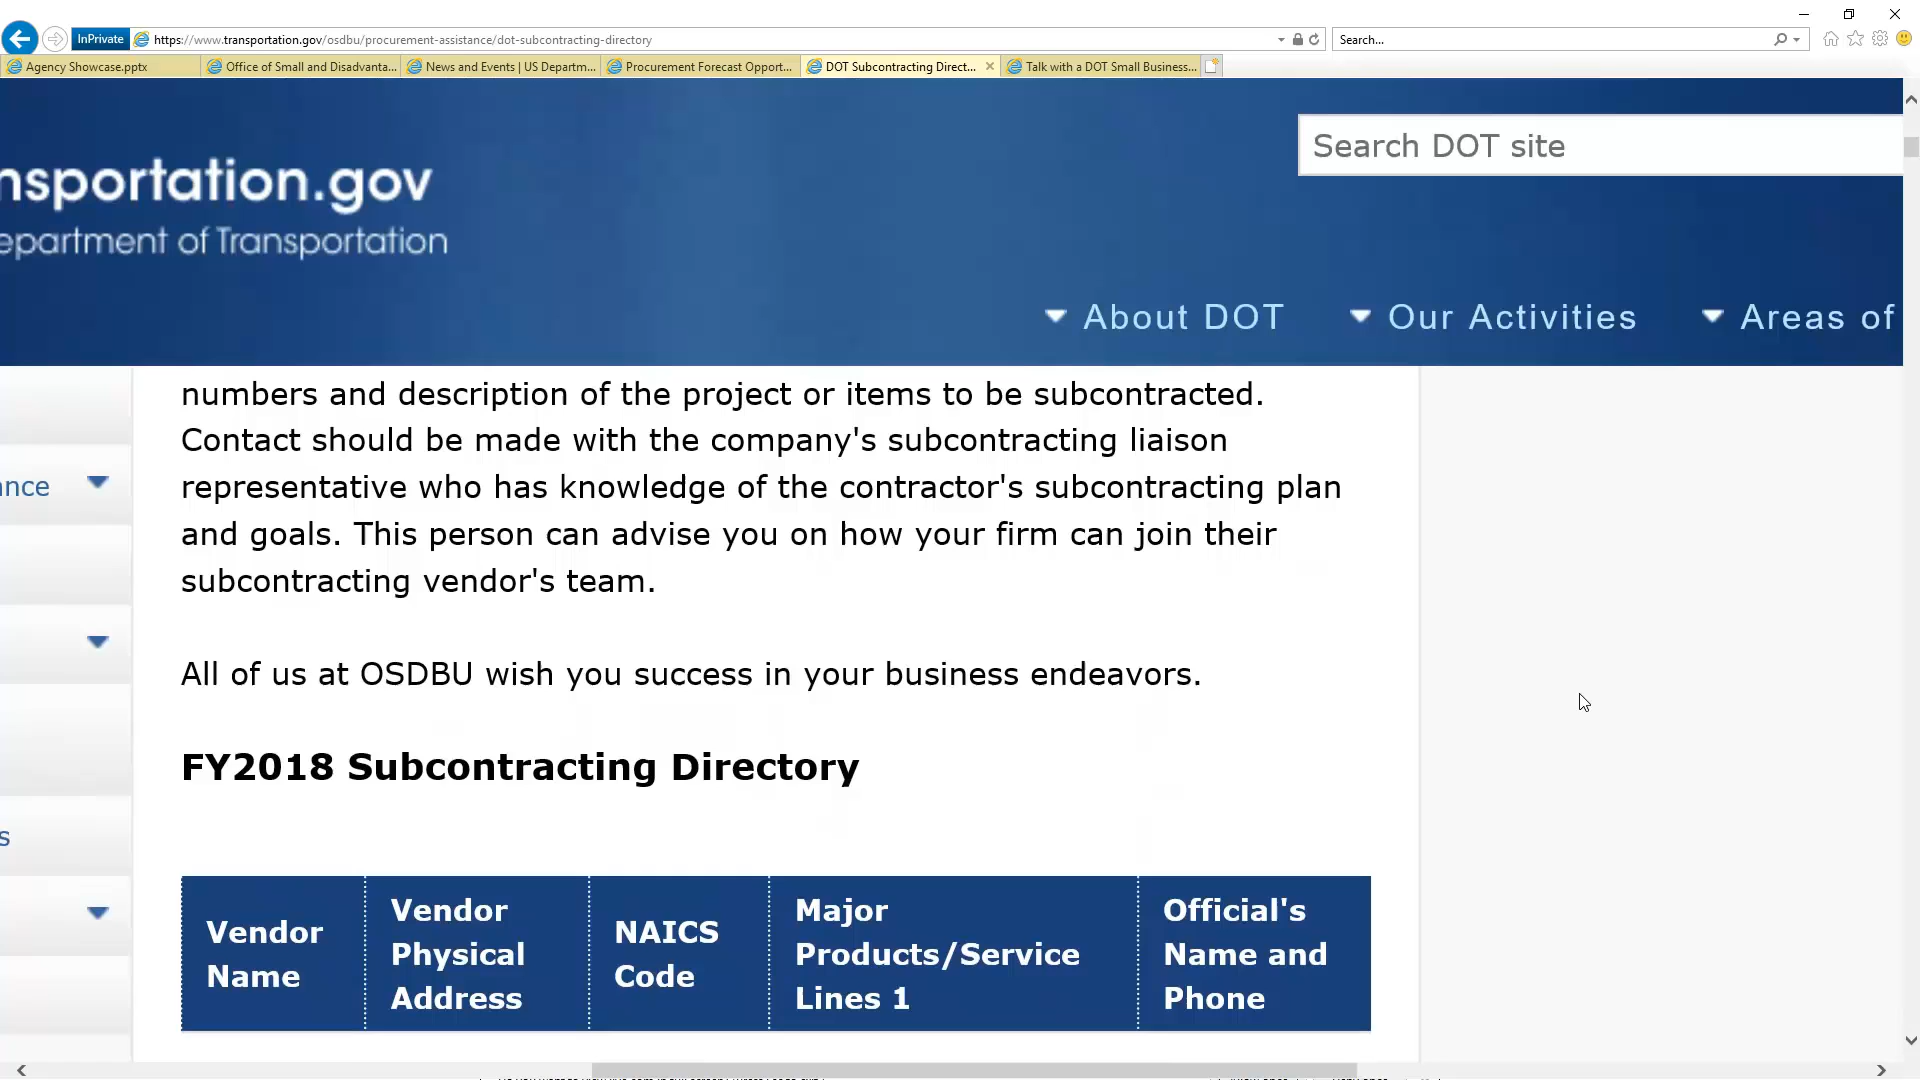 InPrivate https://www.transportation.gov/osdbu/procurement-assistance/dot-subcontracting-directory Search...
Agency Showcase.pptx Office of Small and Disadvanta... News and Events | US Departm... Procurement Forecast Opport... DOT Subcontracting Direct... Talk with a DOT Small Business...
Search DOT site
nsportation.gov
epartment of Transportation
About DOT Our Activities Areas of
numbers and description of the project or items to be subcontracted.
Contact should be made with the company's subcontracting liaison
ance
representative who has knowledge of the contractor's subcontracting plan
and goals. This person can advise you on how your firm can join their
subcontracting vendor's team.
All of us at OSDBU wish you success in your business endeavors.
FY2018 Subcontracting Directory
s
Vendor
Name
Vendor
Physical
Address
NAICS
Code
Major
Products/Service
Lines 1
Official's
Name and
Phone